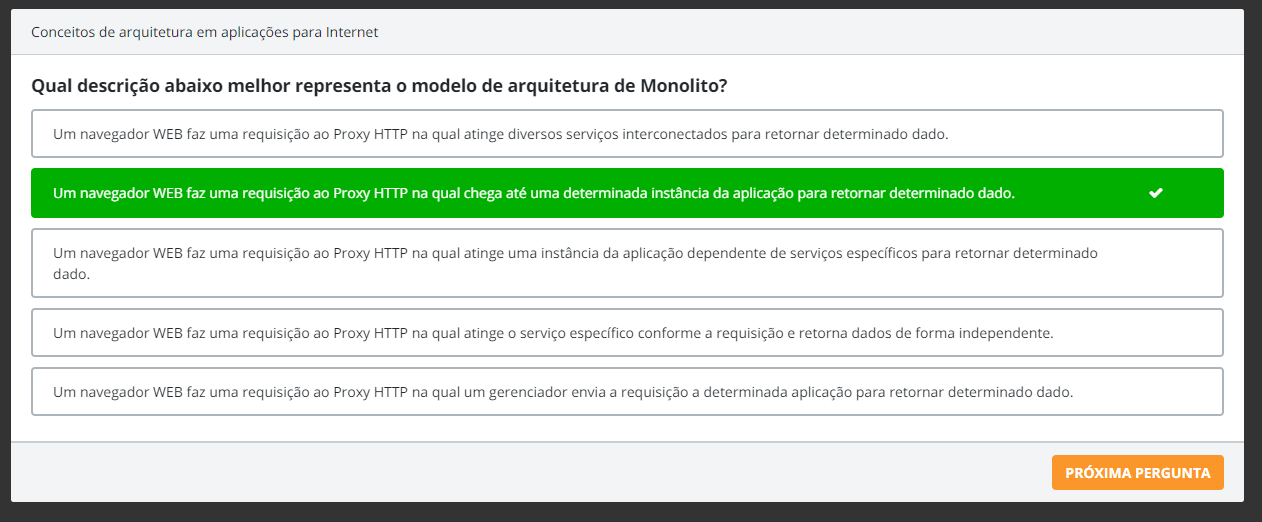 Conceitos de arquitetura em aplicações para Internet
Qual descrição abaixo melhor representa o modelo de arquitetura de Monolito?
Um navegador WEB faz uma requisição ao Proxy HTTP na qual atinge diversos serviços interconectados para retornar determinado dado.
Um navegador WEB faz uma requisição ao Proxy HTTP na qual chega até uma determinada instância da aplicação para retornar determinado dado.
Um navegador WEB faz uma requisição ao Proxy HTTP na qual atinge uma instância da aplicação dependente de serviços específicos para retornar determinado
dado.
Um navegador WEB faz uma requisição ao Proxy HTTP na qual atinge o serviço específico conforme a requisição e retorna dados de forma independente.
Um navegador WEB faz uma requisição ao Proxy HTTP na qual um gerenciador envia a requisição a determinada aplicação para retornar determinado dado.
PRÓXIMA PERGUNTA